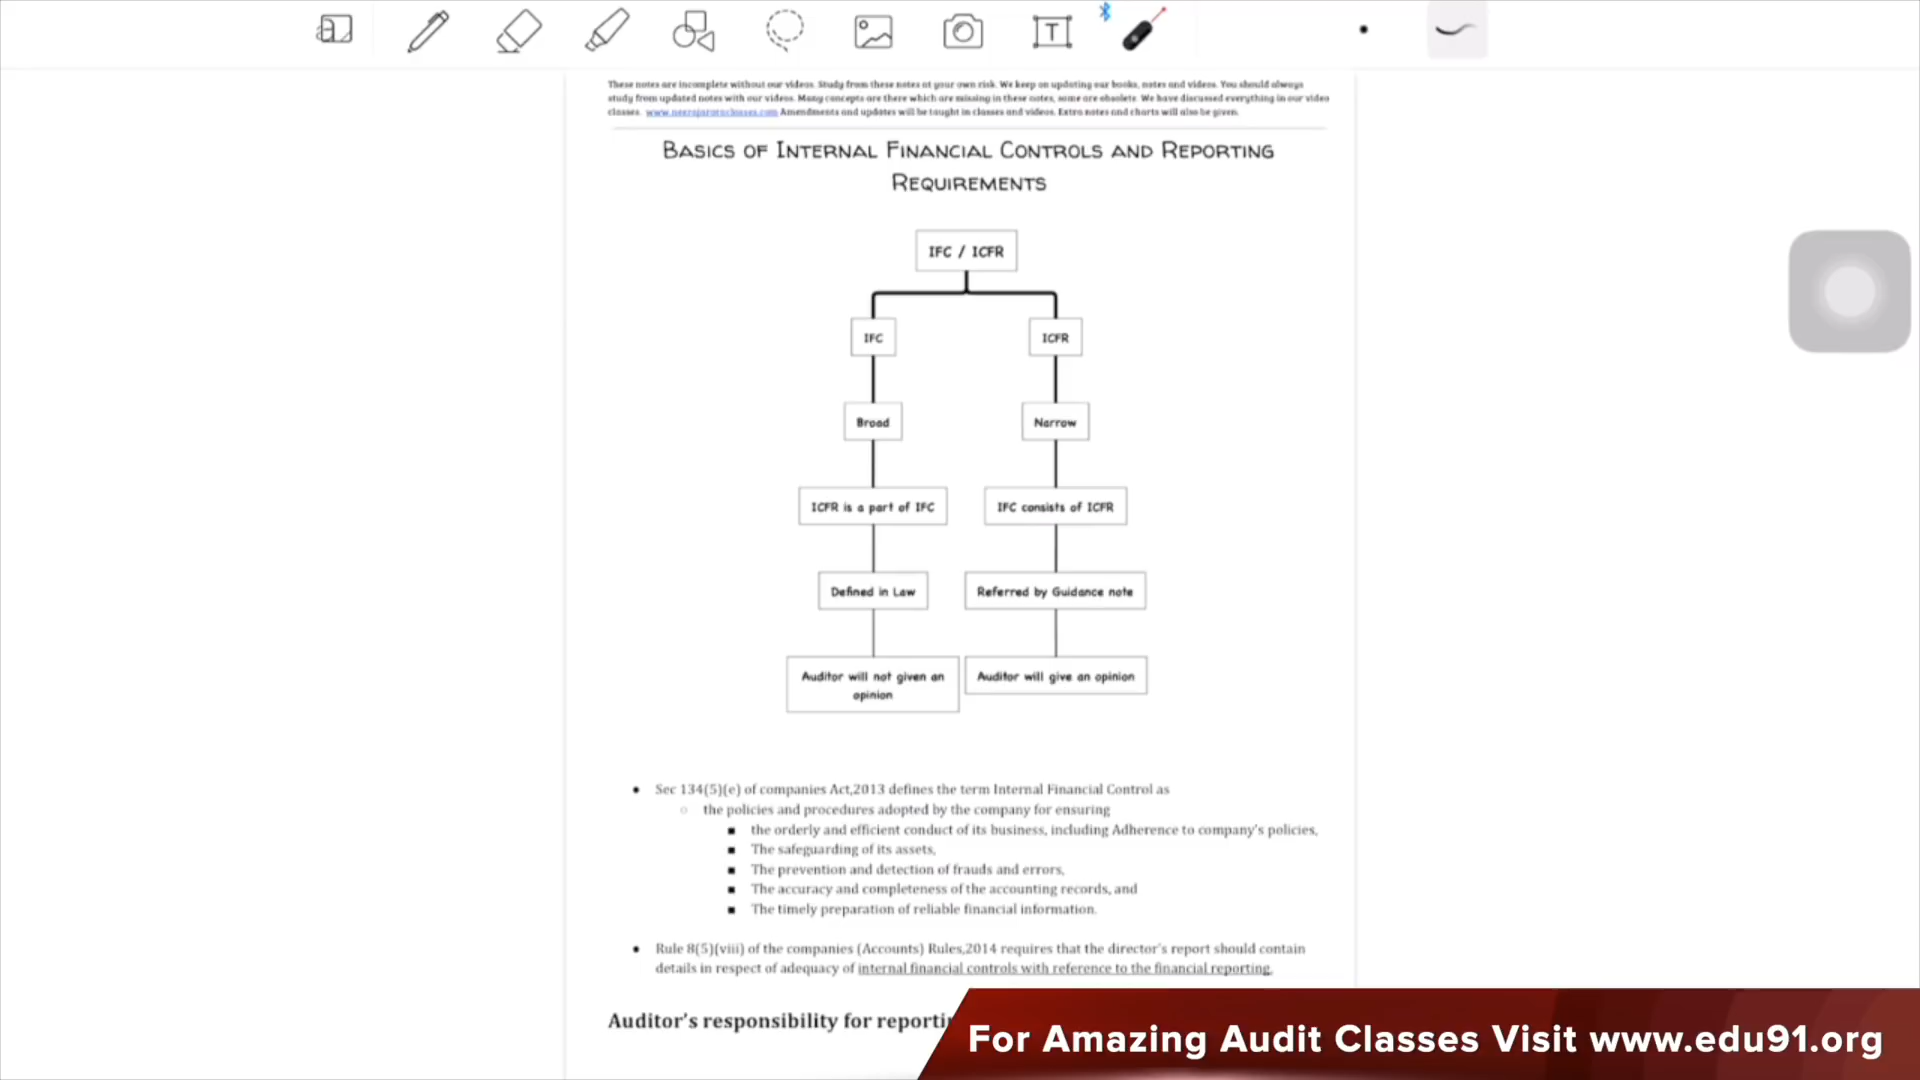 These notes are incomplete without our videos. Study from these notes at your own risk. We keep on updating our books, notes and videos. You should always
study from updated notes with our videos. Many concepts are there which are missing in these notes, some are obsolete. We have discussed everything in our video
classes. Amendments and updates will be taught in classes and videos. Extra notes and charts will also be given.
BASICS OF INTERNAL FINANCIAL CONTROLS AND REPORTING
REQUIREMENTS
IFC / ICFR
IFC
ICFR
Broad
Narrow
ICFR is a part of IFC
IFC consists of ICFR
Defined in Law
Referred by Guidance note
Auditor will not given an
opinion
Auditor will give an opinion
• Sec 134(5)(e) of companies Act,2013 defines the term Internal Financial Control as
○ the policies and procedures adopted by the company for ensuring
■ the orderly and efficient conduct of its business, including Adherence to company's policies,
■ The safeguarding of its assets,
■ The prevention and detection of frauds and errors,
■ The accuracy and completeness of the accounting records, and
■ The timely preparation of reliable financial information.
• Rule 8(5)(viii) of the companies (Accounts) Rules,2014 requires that the director's report should contain
details in respect of adequacy of internal financial controls with reference to the financial reporting.
Auditor's responsibility for
For Amazing Audit Classes Visit www.edu91.org